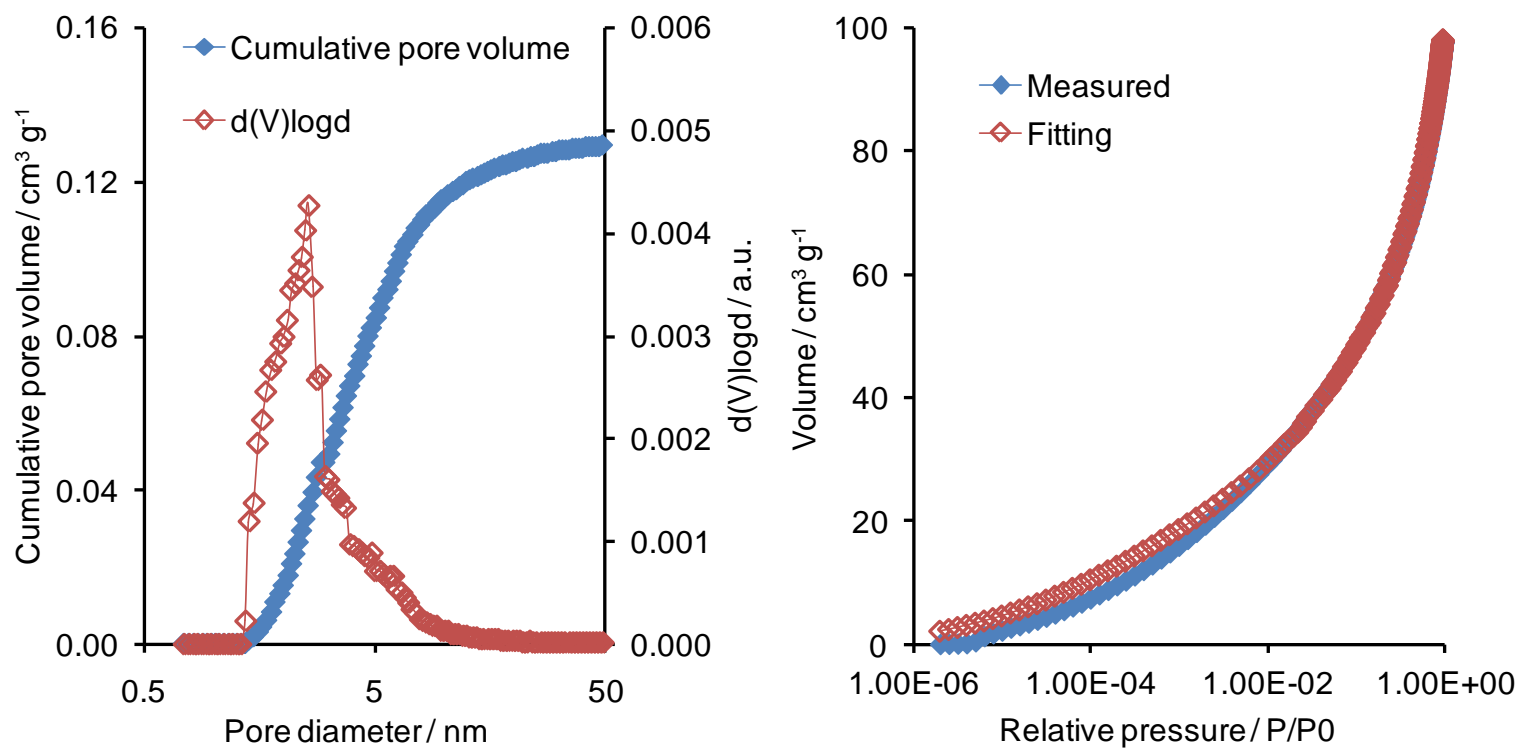 Cumulative pore volume / cm³ g⁻¹
0.16
0.12
0.08
0.04
0.00
Cumulative pore volume
d(V)logd
0.006
0.005
0.004
0.003
0.002
0.001
0.000
d(V)logd / a.u.
0.5
5
50
Pore diameter / nm
Volume / cm³ g⁻¹
100
80
60
40
20
0
Measured
Fitting
1.00E-06
1.00E-04
1.00E-02
1.00E+00
Relative pressure / P/P0